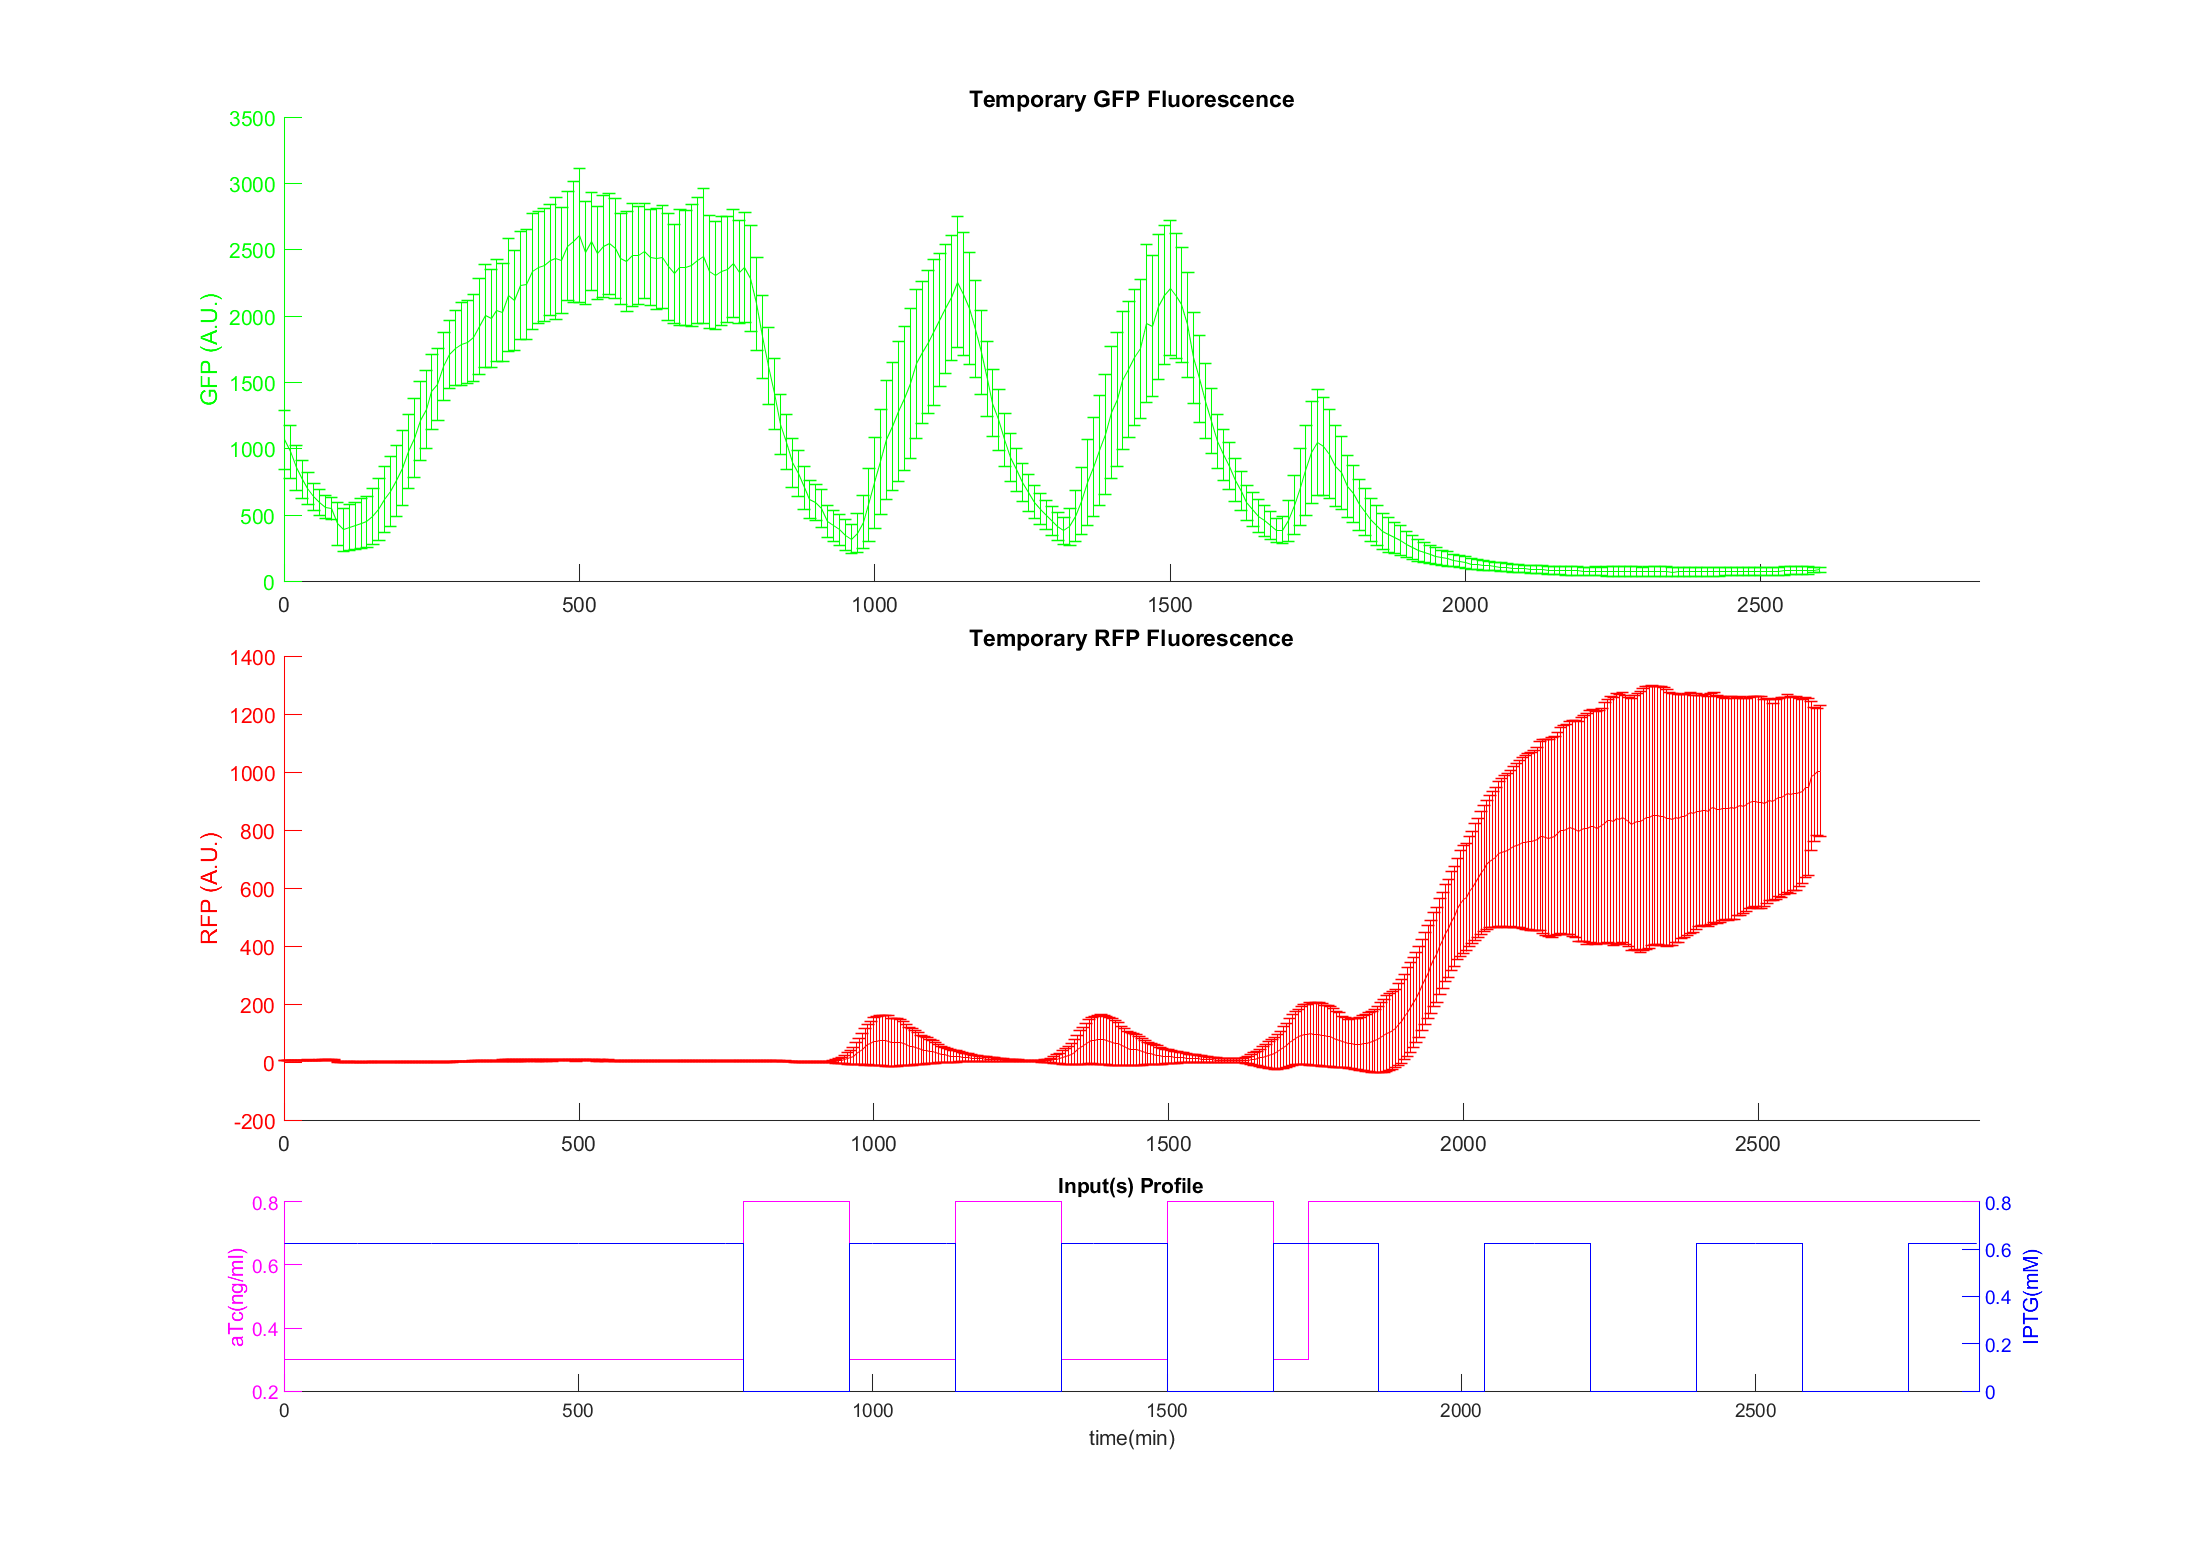 Temporary GFP Fluorescence
GFP (A.U.)
3500
3000
2500
2000
1500
1000
500
0
0 500 1000 1500 2000 2500
Temporary RFP Fluorescence
RFP (A.U.)
1400
1200
1000
800
600
400
200
0
-200
0 500 1000 1500 2000 2500
Input(s) Profile
aTc(ng/ml)
0.8
0.6
0.4
0.2
IPTG(mM)
0.8
0.6
0.4
0.2
0
0 500 1000 1500 2000 2500
time(min)